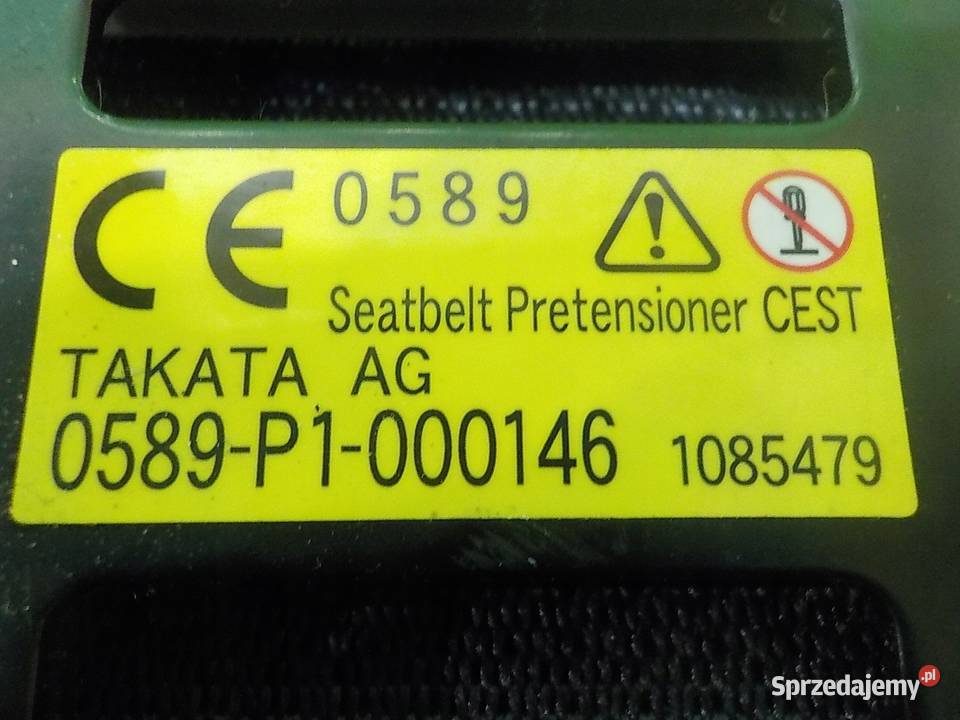 CE 0589
Seatbelt Pretensioner CEST
TAKATA AG
0589-P1-000146 1085479
Sprzedajemy.pl